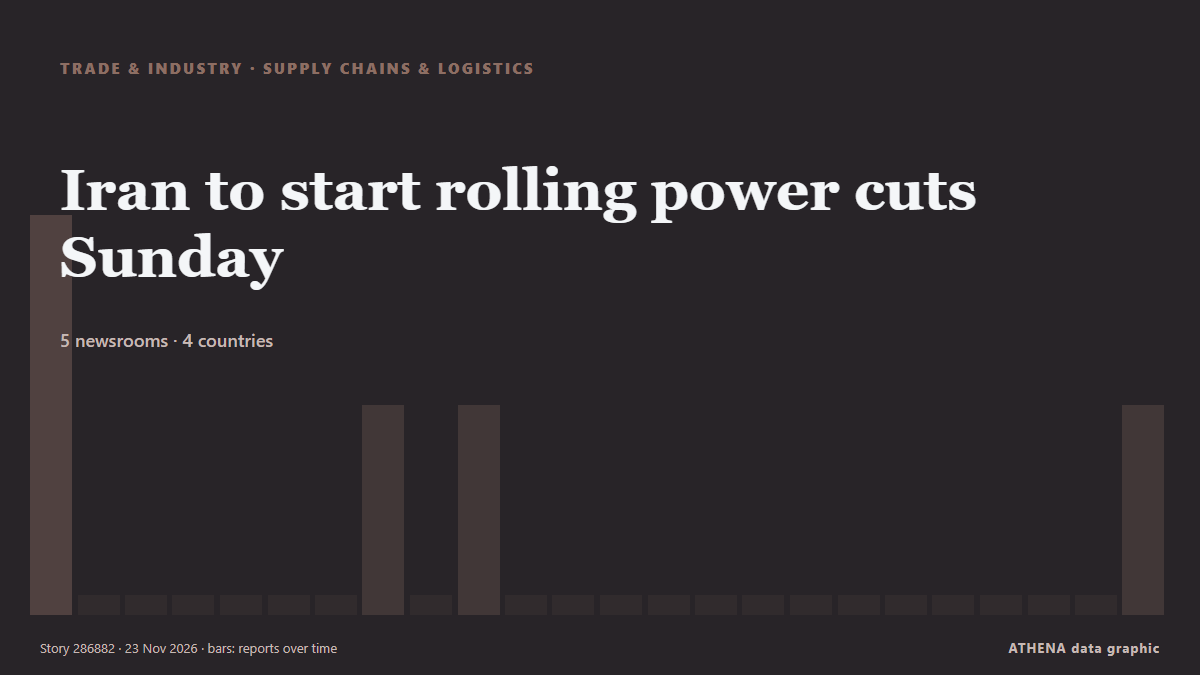 TRADE & INDUSTRY · SUPPLY CHAINS & LOGISTICS
Iran to start rolling power cuts
Sunday
5 newsrooms · 4 countries
Story 286882 · 23 Nov 2026 · bars: reports over time
ATHENA data graphic